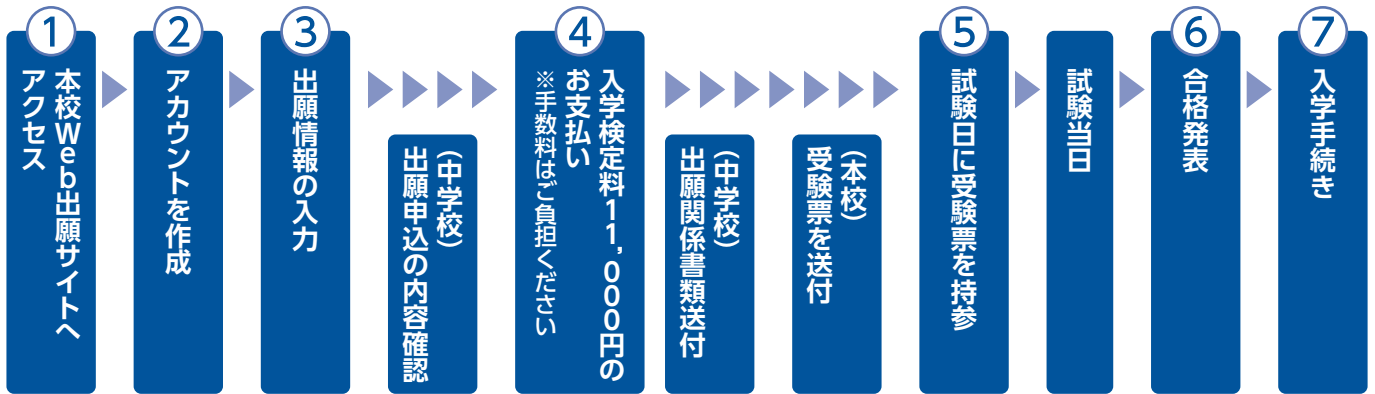 1
本校Web出願サイトへ
アクセス
2
アカウントを作成
3
出願情報の入力
(中学校)
出願申込の内容確認
4
入学検定料11,000円の
お支払い
※手数料はご負担ください
(中学校)
出願関係書類送付
(本校)
受験票を送付
5
試験日に受験票を持参
試験当日
6
合格発表
7
入学手続き